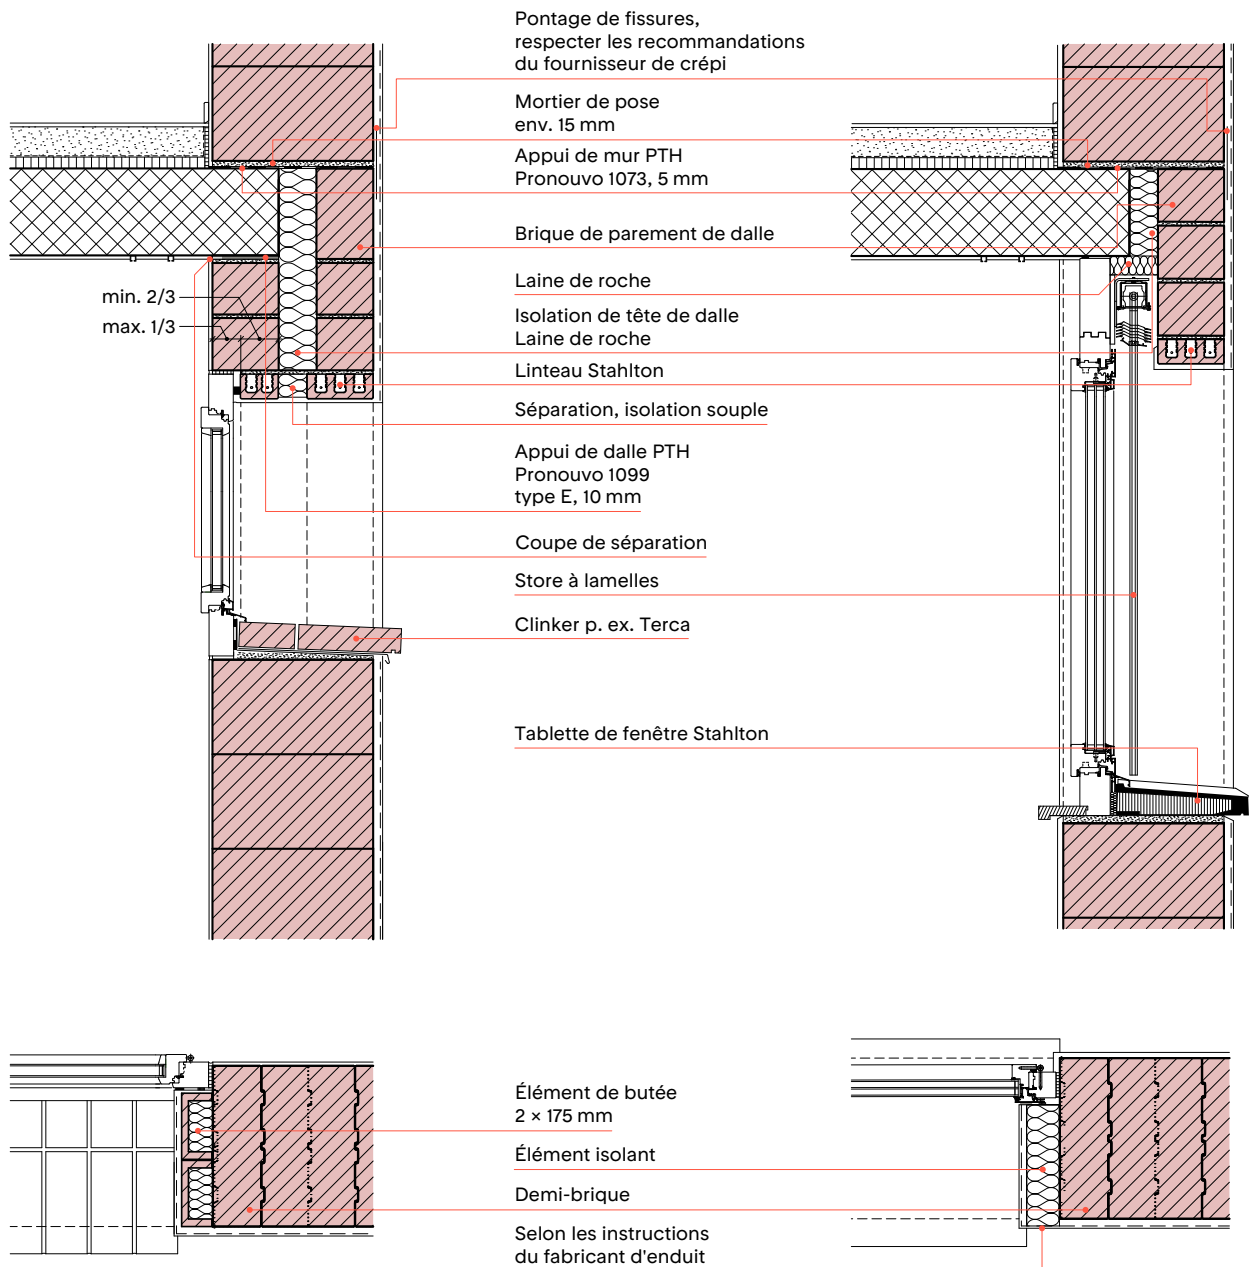 Pontage de fissures,
respecter les recommandations
du fournisseur de crépi
Mortier de pose
env. 15 mm
Appui de mur PTH
Pronouvo 1073, 5 mm
Brique de parement de dalle
Laine de roche
min. 2/3
max. 1/3
Isolation de tête de dalle
Laine de roche
Linteau Stahlton
Séparation, isolation souple
Appui de dalle PTH
Pronouvo 1099
type E, 10 mm
Coupe de séparation
Store à lamelles
Clinker p. ex. Terca
Tablette de fenêtre Stahlton
Élément de butée
2 × 175 mm
Élément isolant
Demi-brique
Selon les instructions
du fabricant d'enduit